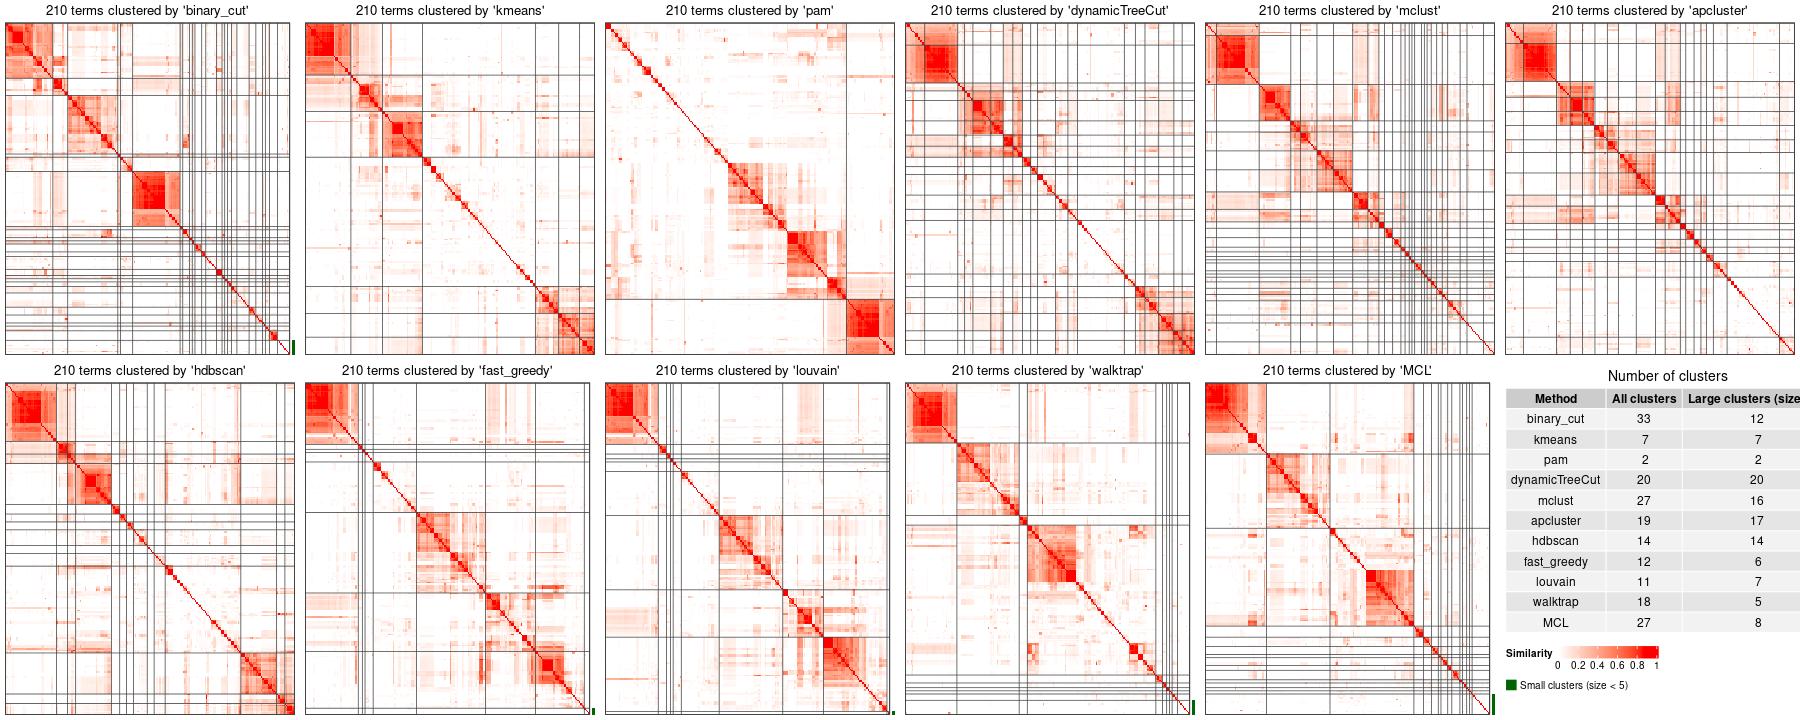 210 terms clustered by 'binary_cut'
210 terms clustered by 'kmeans'
210 terms clustered by 'pam'
210 terms clustered by 'dynamicTreeCut'
210 terms clustered by 'mclust'
210 terms clustered by 'apcluster'
210 terms clustered by 'hdbscan'
210 terms clustered by 'fast_greedy'
210 terms clustered by 'louvain'
210 terms clustered by 'walktrap'
210 terms clustered by 'MCL'
Number of clusters
Method All clusters Large clusters (size
binary_cut 33 12
kmeans 7 7
pam 2 2
dynamicTreeCut 20 20
mclust 27 16
apcluster 19 17
hdbscan 14 14
fast_greedy 12 6
louvain 11 7
walktrap 18 5
MCL 27 8
Similarity
0 0.2 0.4 0.6 0.8 1
Small clusters (size < 5)